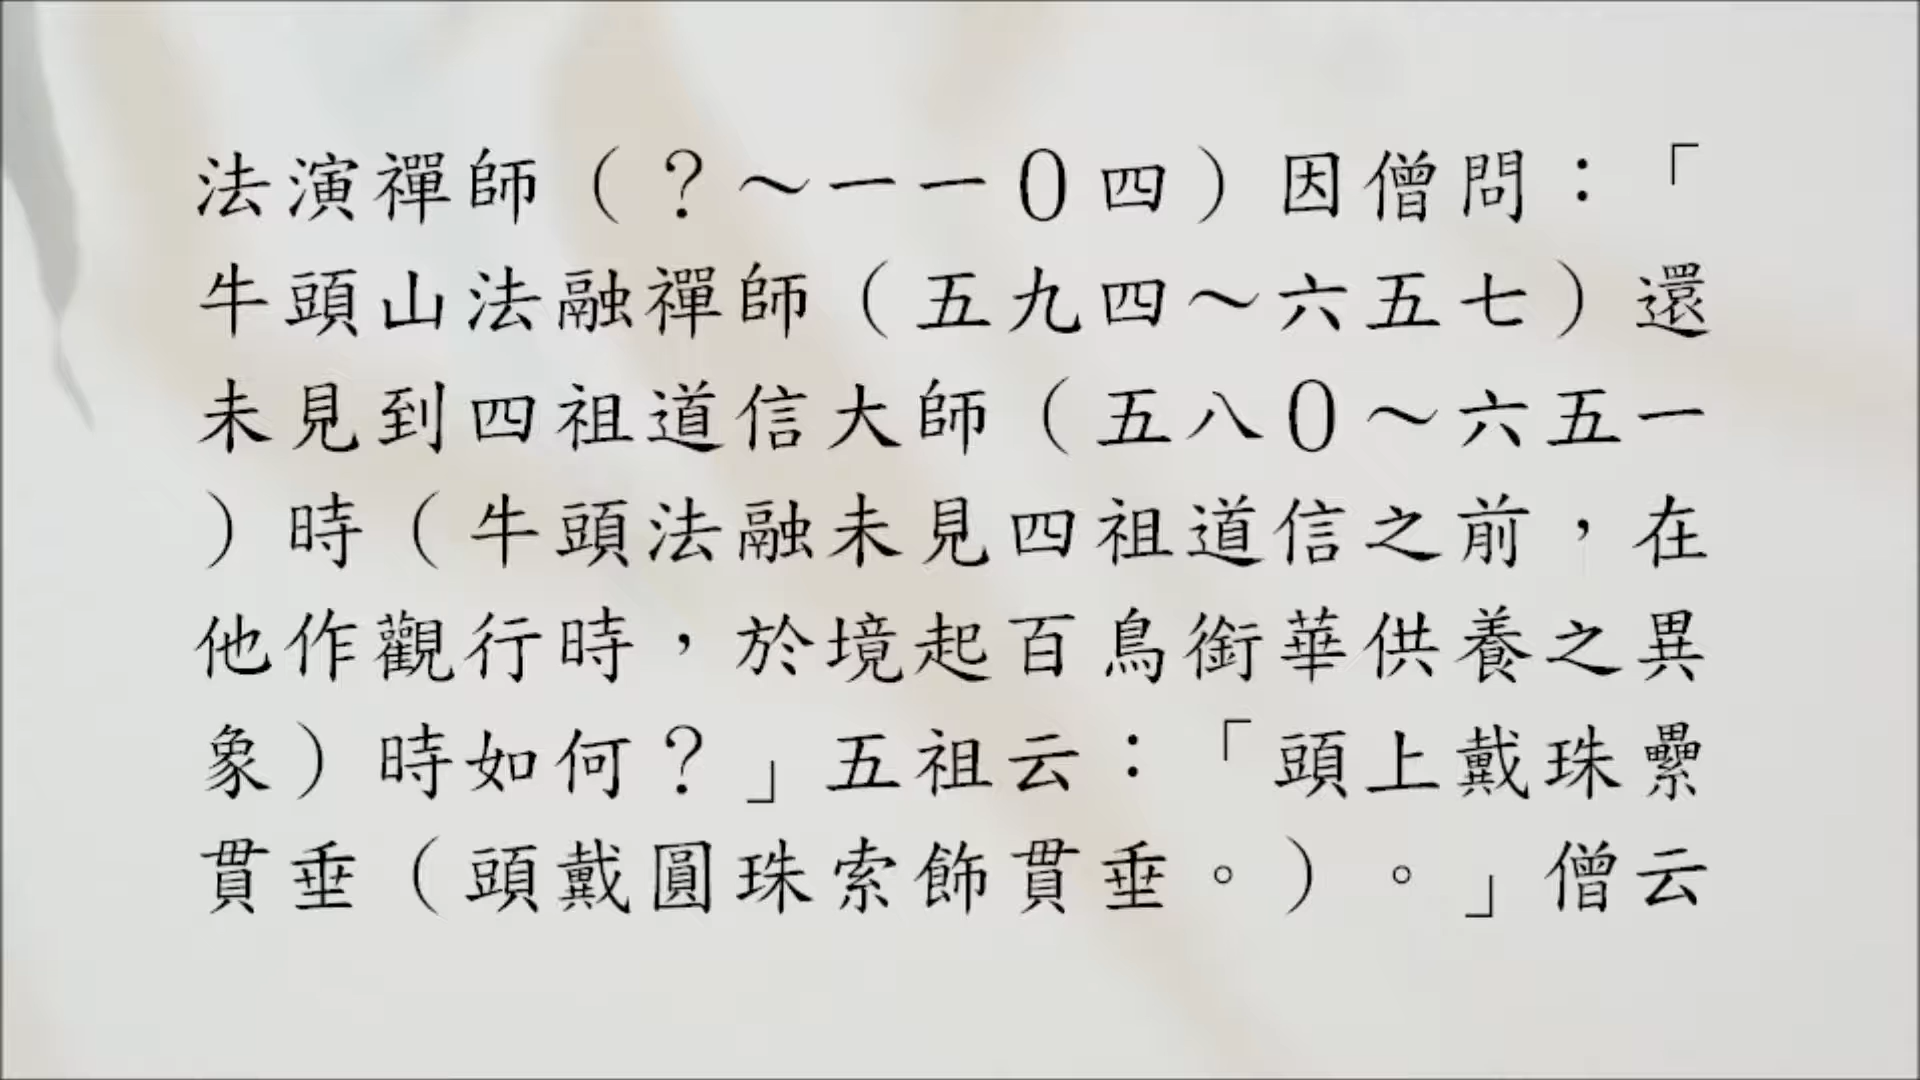 法演禪師（？～一一０四）因僧問：「
牛頭山法融禪師（五九四～六五七）還
未見到四祖道信大師（五八０～六五一
）時（牛頭法融未見四祖道信之前，在
他作觀行時，於境起百鳥銜華供養之異
象）時如何？」五祖云：「頭上戴珠纍
貫垂（頭戴圓珠索飾貫垂。）。」僧云